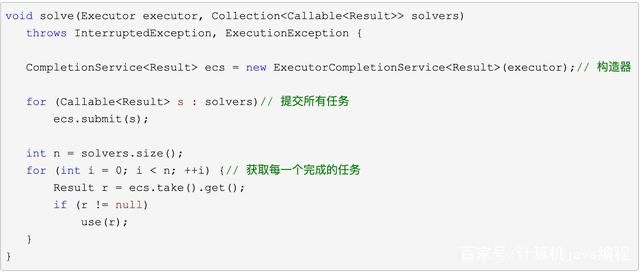 void solve(Executor executor, Collection<Callable<Result>> solvers)
throws InterruptedException, ExecutionException {
CompletionService<Result> ecs = new ExecutorCompletionService<Result>(executor);// 构造器
for (Callable<Result> s : solvers)// 提交所有任务
ecs.submit(s);
int n = solvers.size();
for (int i = 0; i < n; ++i) {// 获取每一个完成的任务
Result r = ecs.take().get();
if (r != null)
use(r);
}
}
百家号/计算机java编程